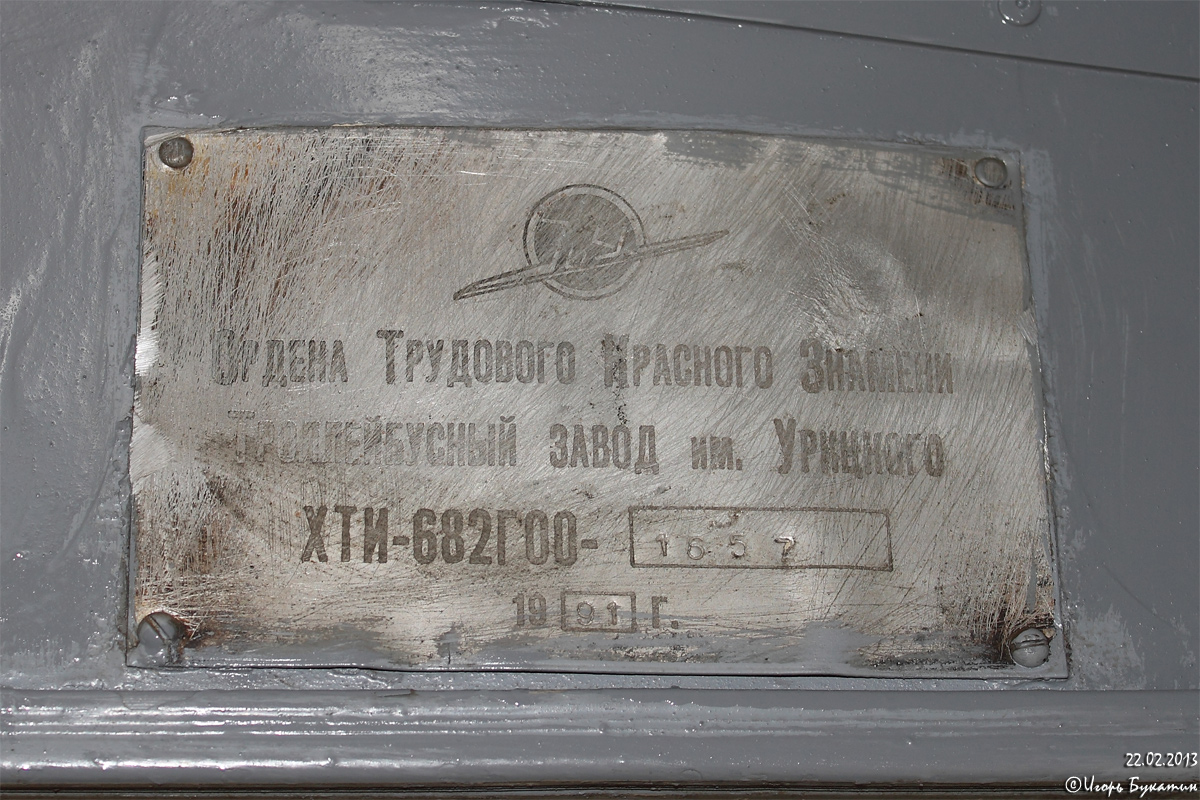 Ордена Трудового Красного Знамени
Троллейбусный завод им. Урицкого
ХТИ-682Г00- 1657
1991 г.
22.02.2013
©Игорь Букатин